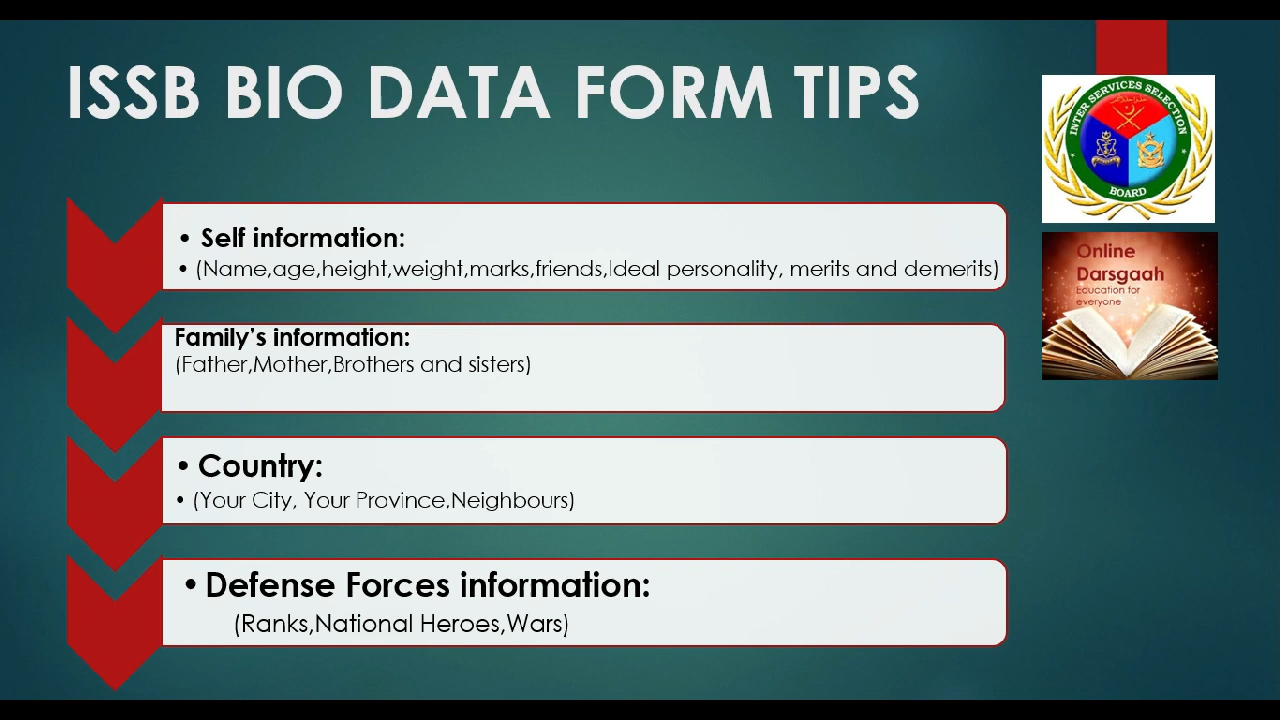 ISSB BIO DATA FORM TIPS
INTER SERVICES SELECTION
BOARD
Online
Darsgaah
Education for
everyone
• Self information:
• (Name,age,height,weight,marks,friends,Ideal personality, merits and demerits)
Family's information:
(Father,Mother,Brothers and sisters)
• Country:
• (Your City, Your Province,Neighbours)
• Defense Forces information:
(Ranks,National Heroes,Wars)